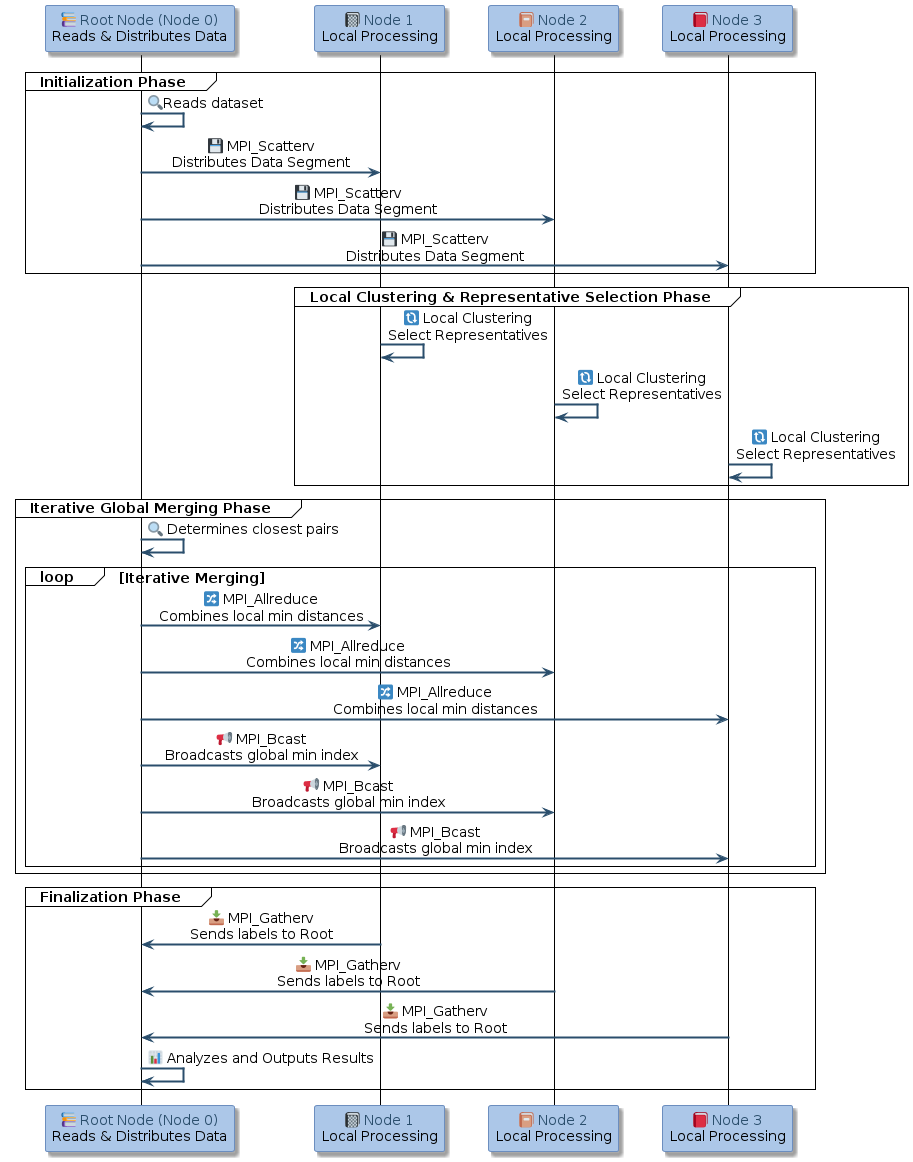 Root Node (Node 0)
Reads & Distributes Data
Node 1
Local Processing
Node 2
Local Processing
Node 3
Local Processing
Initialization Phase
Reads dataset
MPI_Scatterv
Distributes Data Segment
MPI_Scatterv
Distributes Data Segment
MPI_Scatterv
Distributes Data Segment
Local Clustering & Representative Selection Phase
Local Clustering
Select Representatives
Local Clustering
Select Representatives
Local Clustering
Select Representatives
Iterative Global Merging Phase
Determines closest pairs
loop [Iterative Merging]
MPI_Allreduce
Combines local min distances
MPI_Allreduce
Combines local min distances
MPI_Allreduce
Combines local min distances
MPI_Bcast
Broadcasts global min index
MPI_Bcast
Broadcasts global min index
MPI_Bcast
Broadcasts global min index
Finalization Phase
MPI_Gatherv
Sends labels to Root
MPI_Gatherv
Sends labels to Root
MPI_Gatherv
Sends labels to Root
Analyzes and Outputs Results
Root Node (Node 0)
Reads & Distributes Data
Node 1
Local Processing
Node 2
Local Processing
Node 3
Local Processing